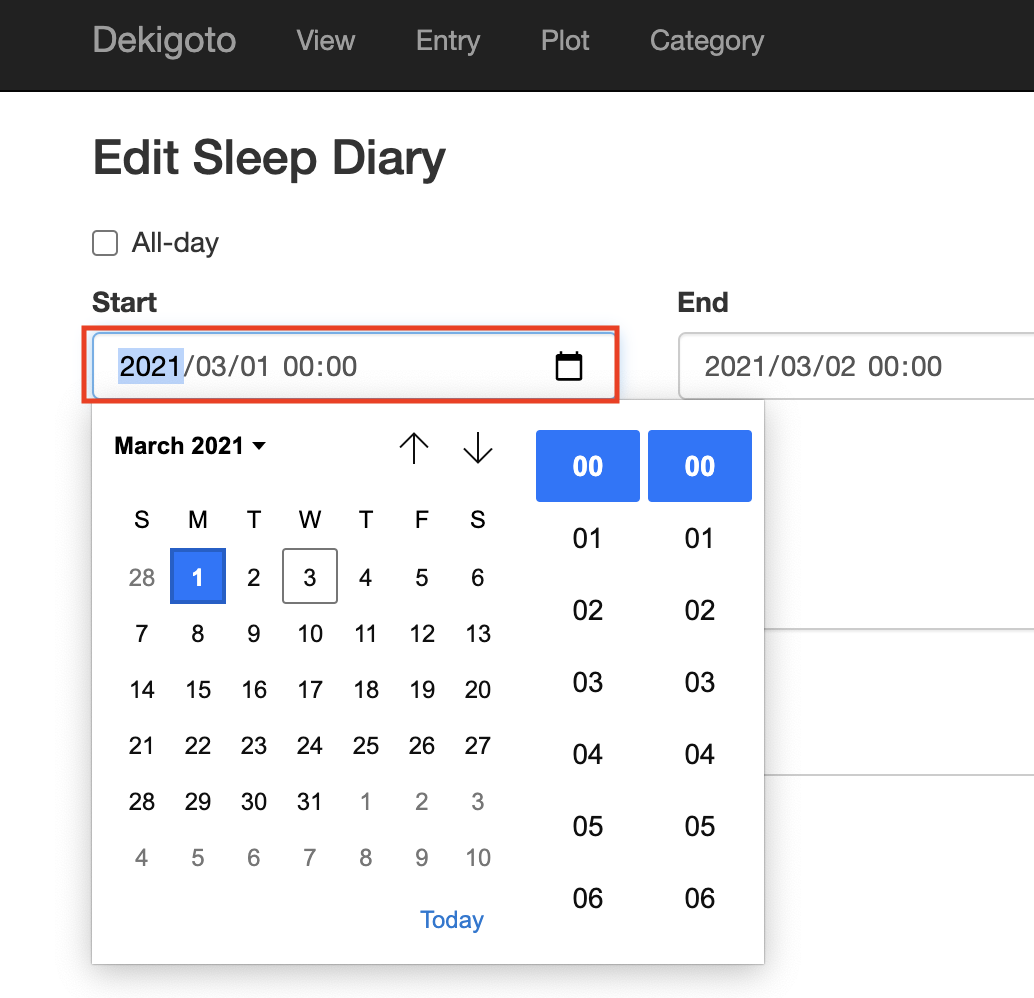 Dekigoto View Entry Plot Category
Edit Sleep Diary
All-day
Start End
2021/03/01 00:00 2021/03/02 00:00
March 2021 00 00
S M T W T F S 01 01
28 1 2 3 4 5 6 02 02
7 8 9 10 11 12 13
14 15 16 17 18 19 20 03 03
21 22 23 24 25 26 27 04 04
28 29 30 31 1 2 3 05 05
4 5 6 7 8 9 10 06 06
Today